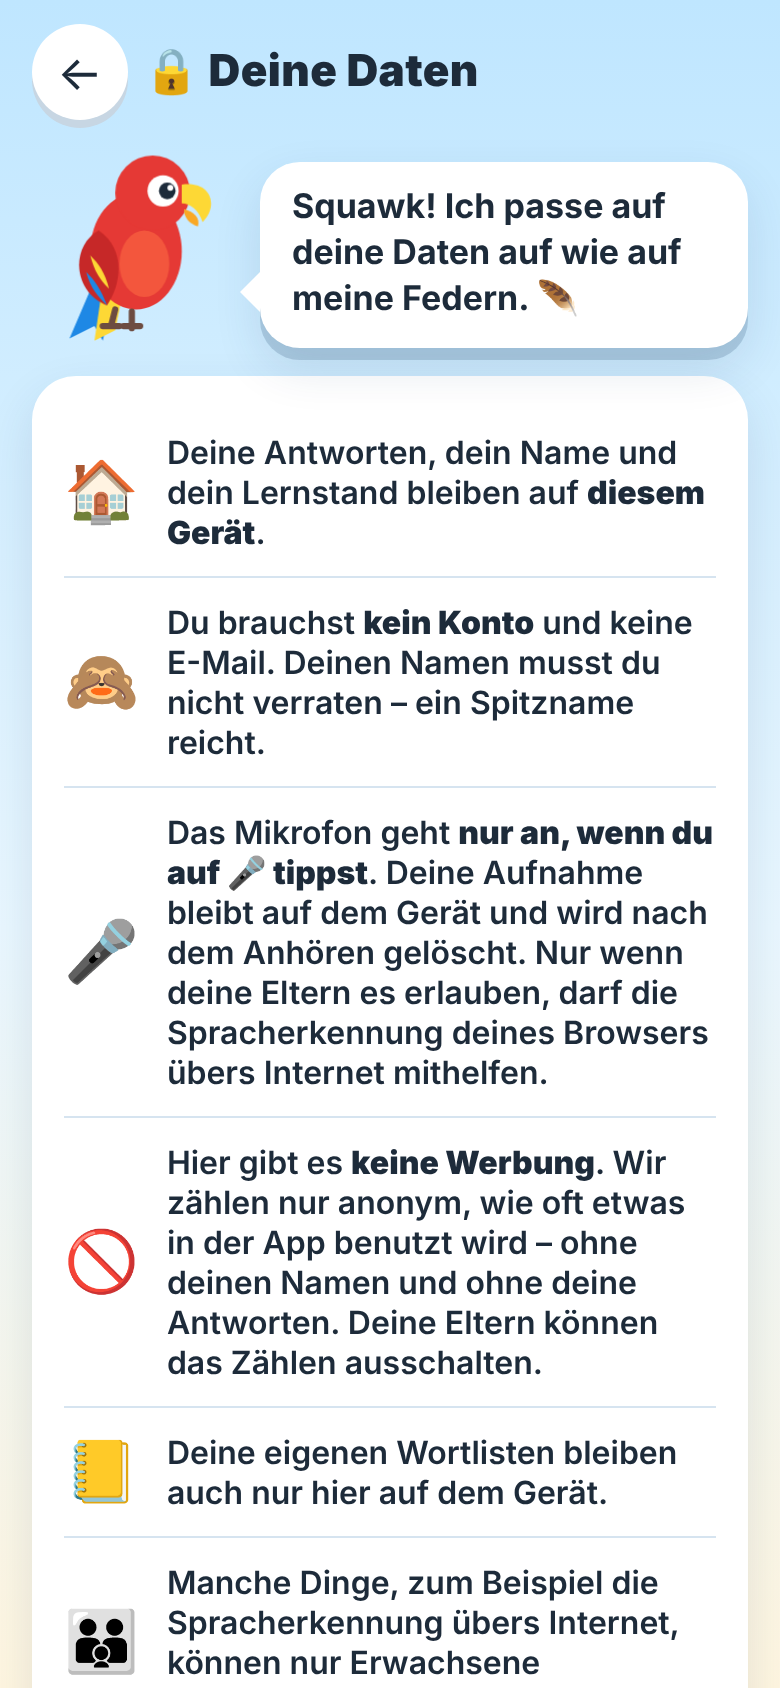 Deine Daten
Squawk! Ich passe auf
deine Daten auf wie auf
meine Federn.
Deine Antworten, dein Name und
dein Lernstand bleiben auf diesem
Gerät.
Du brauchst kein Konto und keine
E-Mail. Deinen Namen musst du
nicht verraten – ein Spitzname
reicht.
Das Mikrofon geht nur an, wenn du
auf 🎤 tippst. Deine Aufnahme
bleibt auf dem Gerät und wird nach
dem Anhören gelöscht. Nur wenn
deine Eltern es erlauben, darf die
Spracherkennung deines Browsers
übers Internet mithelfen.
Hier gibt es keine Werbung. Wir
zählen nur anonym, wie oft etwas
in der App benutzt wird – ohne
deinen Namen und ohne deine
Antworten. Deine Eltern können
das Zählen ausschalten.
Deine eigenen Wortlisten bleiben
auch nur hier auf dem Gerät.
Manche Dinge, zum Beispiel die
Spracherkennung übers Internet,
können nur Erwachsene